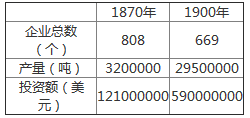 1870年 1900年
企业总数
（个） 808 669
产量（吨） 3200000 29500000
投资额（美
元） 121000000 590000000